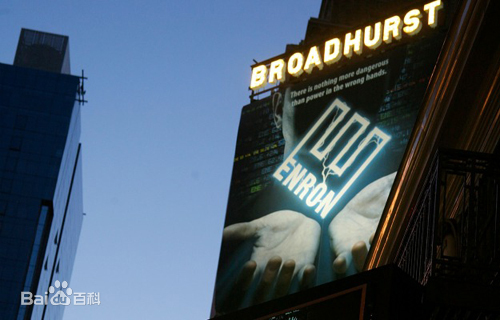 BROADHURST
There is nothing more dangerous
than power in the wrong hands.
ENRON
Bai百科